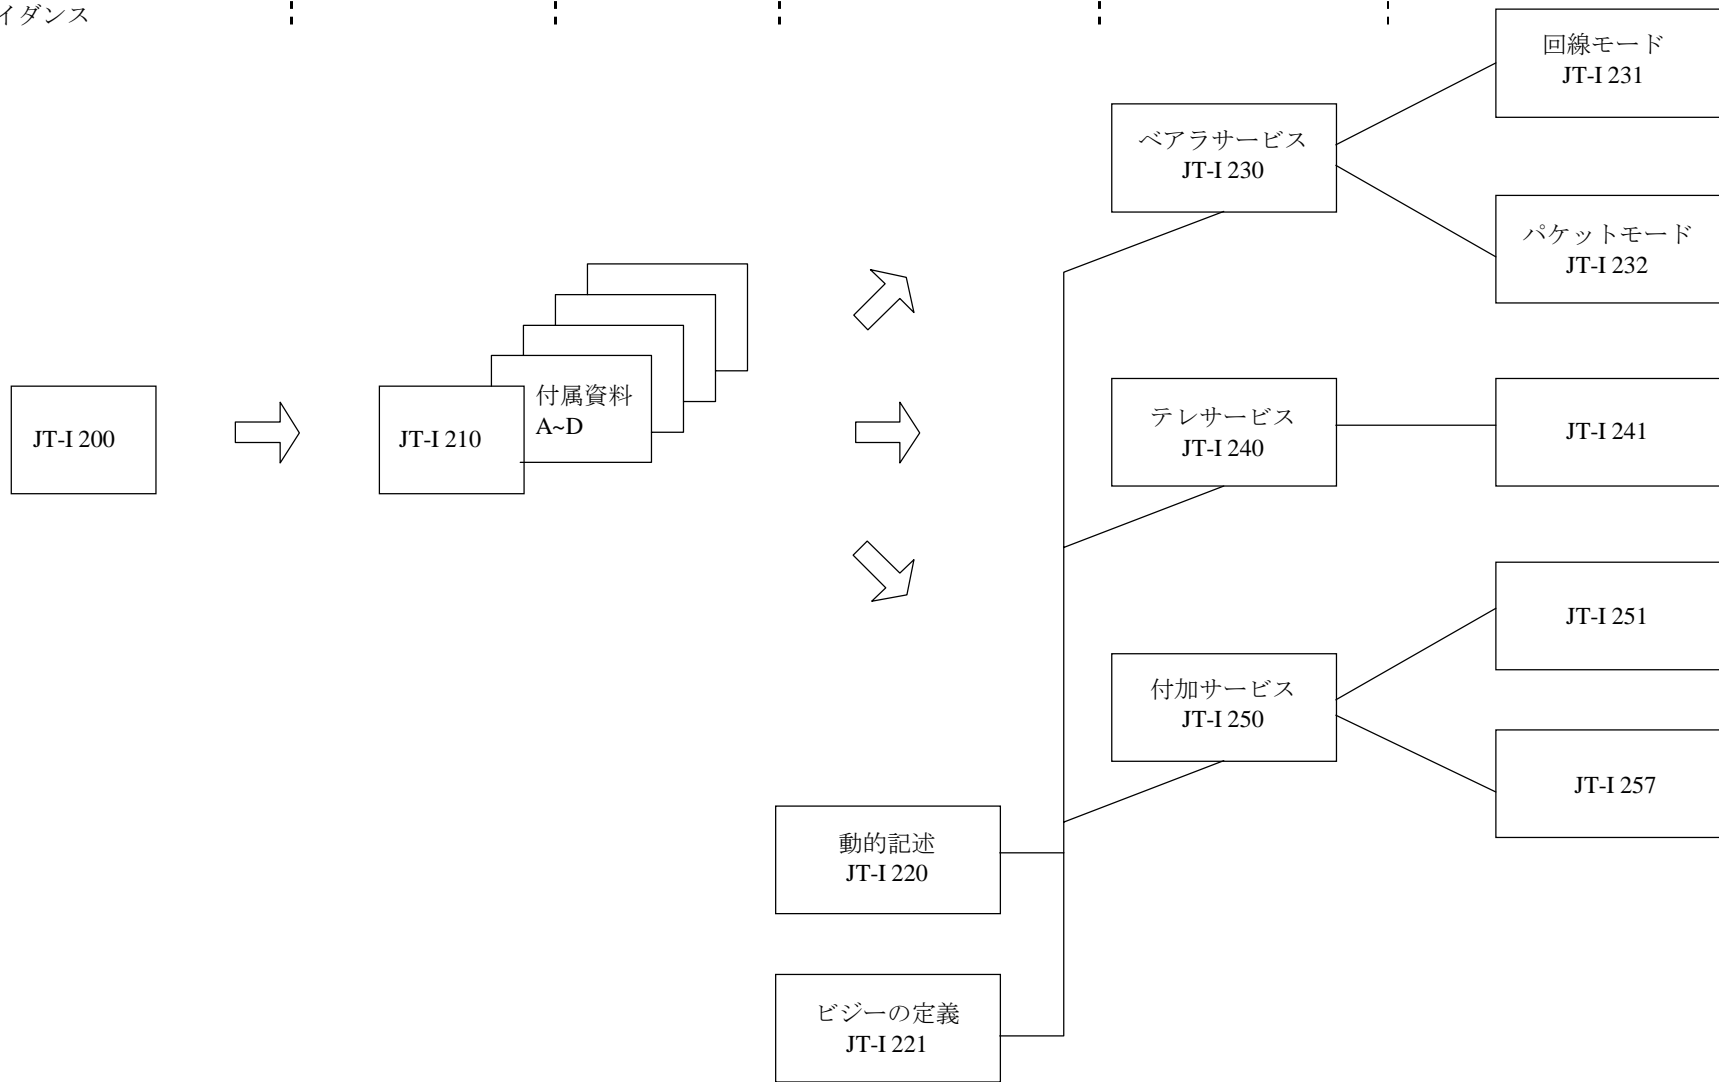 イダンス
回線モード
JT-I 231
ベアラサービス
JT-I 230
パケットモード
JT-I 232
JT-I 200
JT-I 210
付属資料
A~D
テレサービス
JT-I 240
JT-I 241
JT-I 251
付加サービス
JT-I 250
JT-I 257
動的記述
JT-I 220
ビジーの定義
JT-I 221